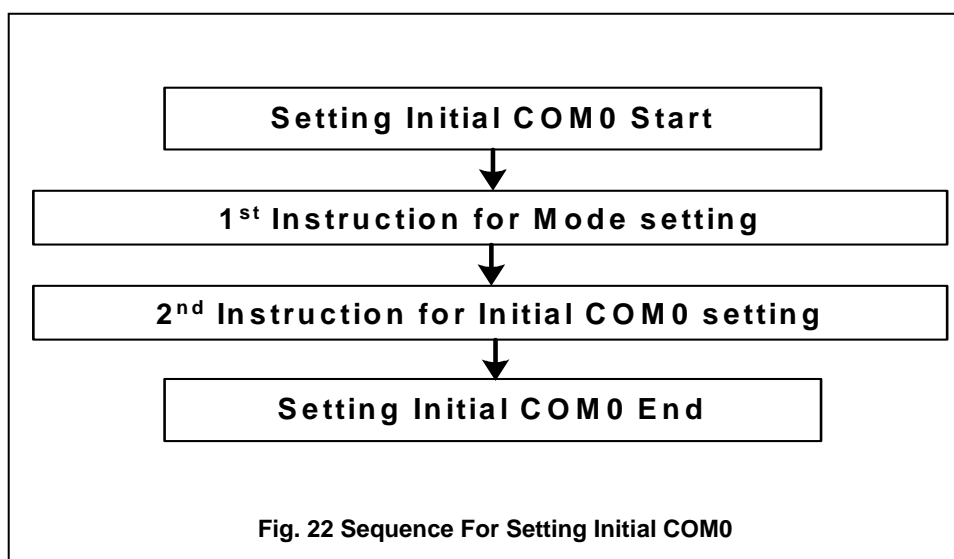 Setting Initial COM0 Start
1st Instruction for Mode setting
2nd Instruction for Initial COM0 setting
Setting Initial COM0 End
Fig. 22 Sequence For Setting Initial COM0